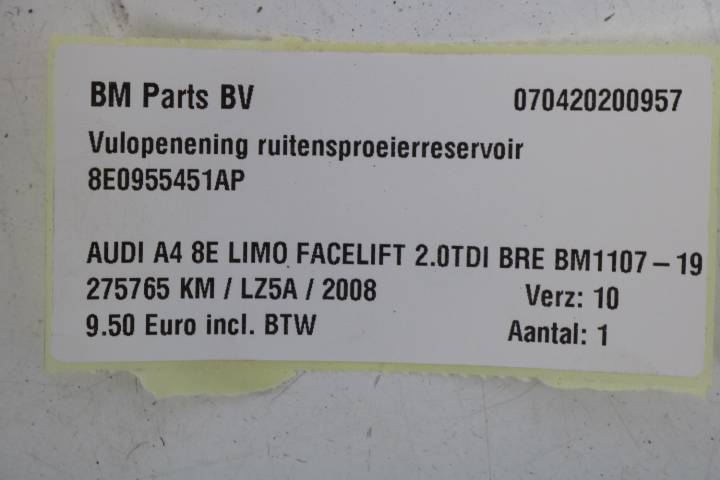 BM Parts BV 070420200957
Vulopenening ruitensproeierreservoir
8E0955451AP
AUDI A4 8E LIMO FACELIFT 2.0TDI BRE BM1107-19
275765 KM / LZ5A / 2008 Verz: 10
9.50 Euro incl. BTW Aantal: 1